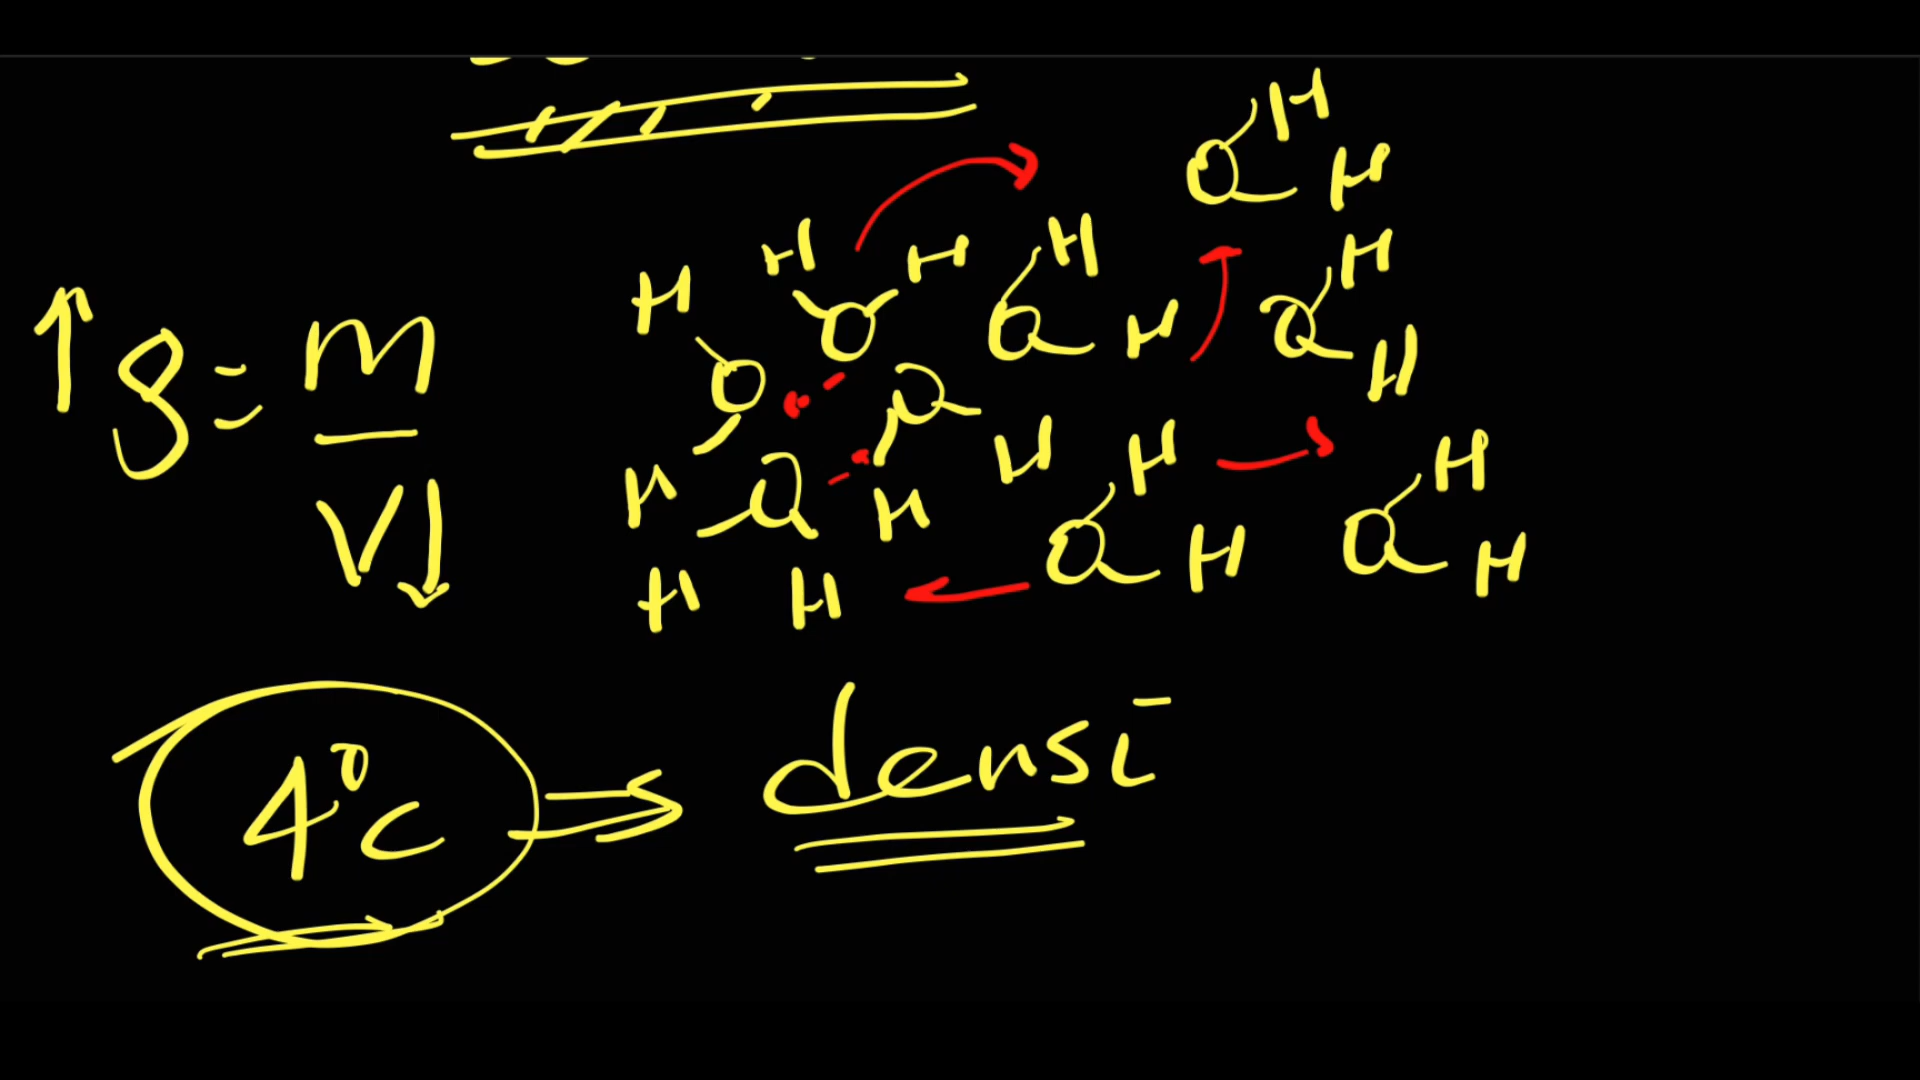 H
H
H H H
H O O H O H
ρ = m/V
O O H O H
H O H H H
O H O H
H H
4°C ⇒ densi